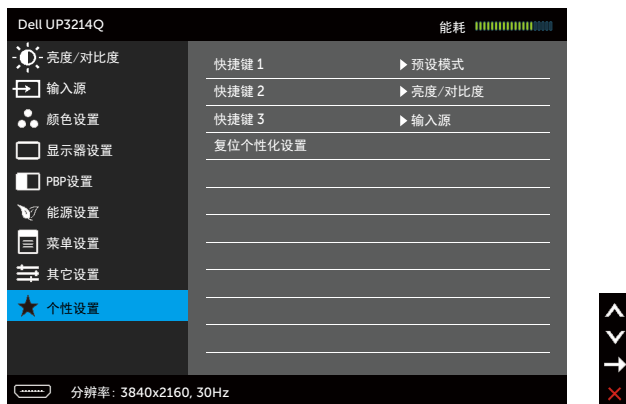 Dell UP3214Q 能耗
亮度/对比度
输入源
颜色设置
显示器设置
PBP设置
能源设置
菜单设置
其它设置
个性设置
快捷键 1 预设模式
快捷键 2 亮度/对比度
快捷键 3 输入源
复位个性化设置
分辨率: 3840x2160, 30Hz